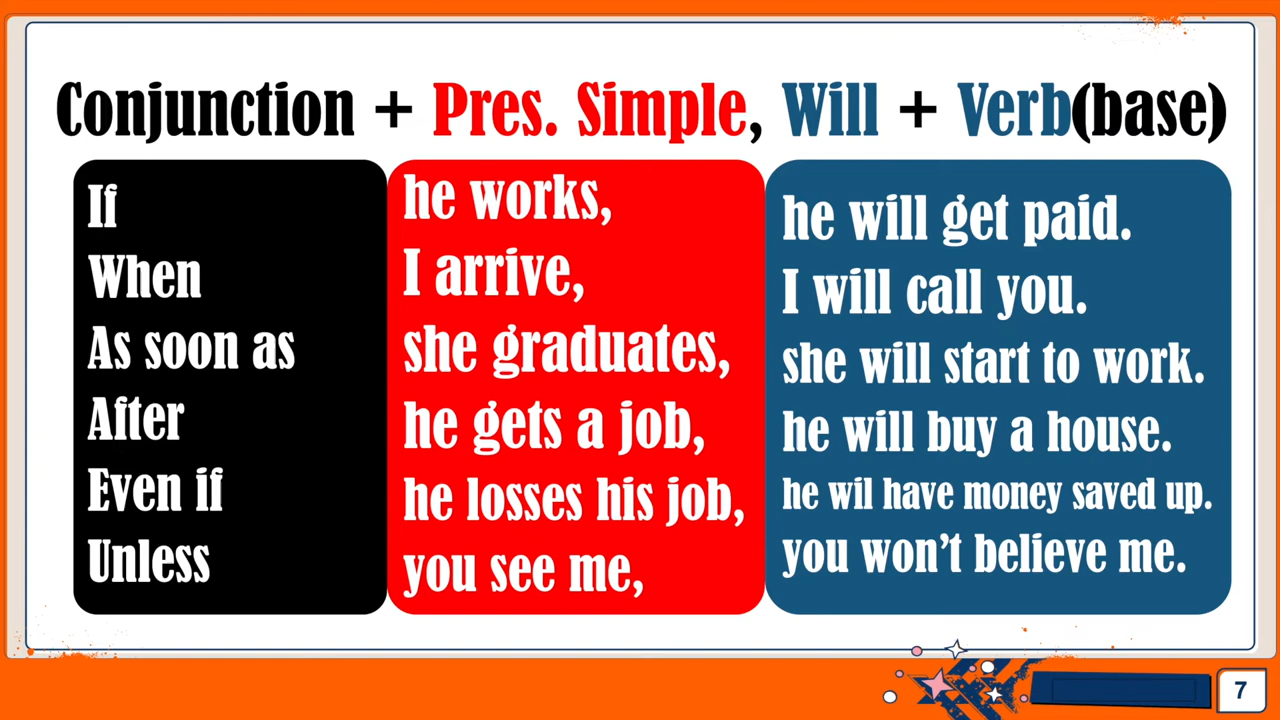 Conjunction + Pres. Simple, Will + Verb(base)
If he works, he will get paid.
When I arrive, I will call you.
As soon as she graduates, she will start to work.
After he gets a job, he will buy a house.
Even if he losses his job, he wil have money saved up.
Unless you see me, you won't believe me.
7